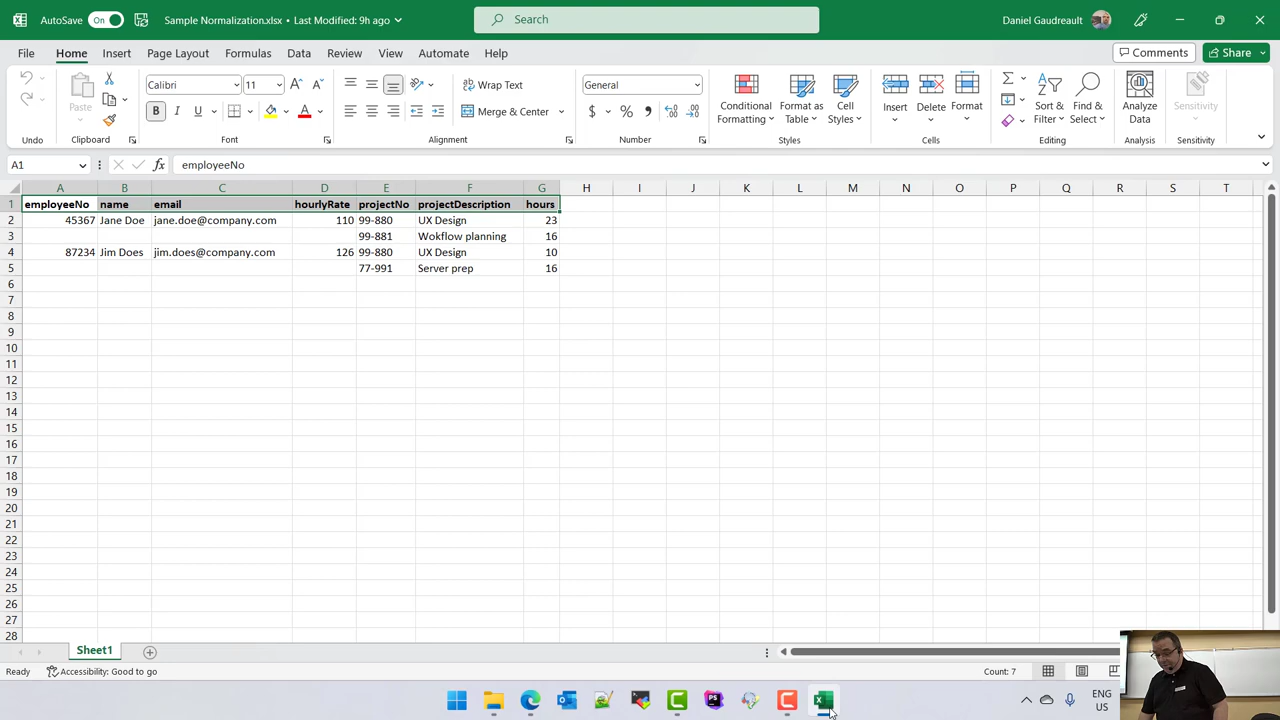 AutoSave On Sample Normalization.xlsx • Last Modified: 9h ago Search Daniel Gaudreault
File Home Insert Page Layout Formulas Data Review View Automate Help Comments Share
Paste Calibri 11 Wrap Text General Conditional Formatting Format as Table Cell Styles Insert Delete Format Sort & Filter Find & Select Analyze Data Sensitivity
B I U A Merge & Center $ %
Undo Clipboard Font Alignment Number Styles Cells Editing Analysis Sensitivity
A1 fx employeeNo
A B C D E F G H I J K L M N O P Q R S T
1 employeeNo name email hourlyRate projectNo projectDescription hours
2 45367 Jane Doe jane.doe@company.com 110 99-880 UX Design 23
3 99-881 Wokflow planning 16
4 87234 Jim Does jim.does@company.com 126 99-880 UX Design 10
5 77-991 Server prep 16
6
7
8
9
10
11
12
13
14
15
16
17
18
19
20
21
22
23
24
25
26
27
28
Sheet1
Ready Accessibility: Good to go Count: 7
PS ENG
US